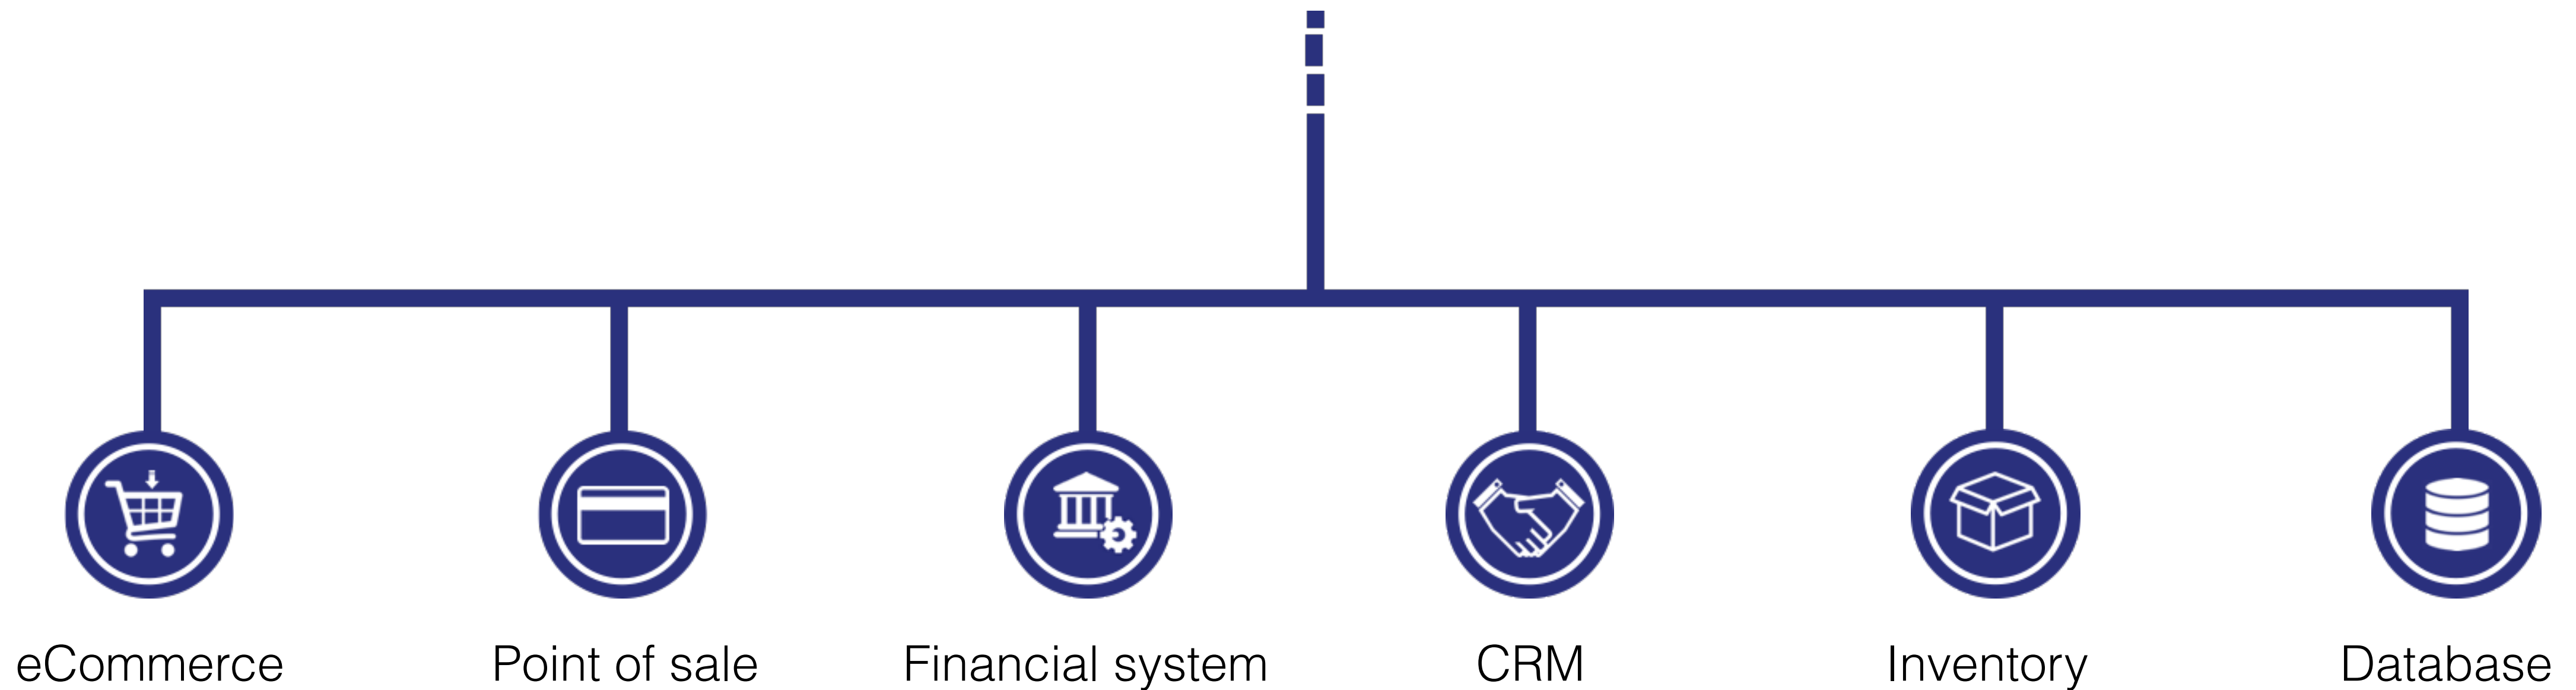 eCommerce
Point of sale
Financial system
CRM
Inventory
Database